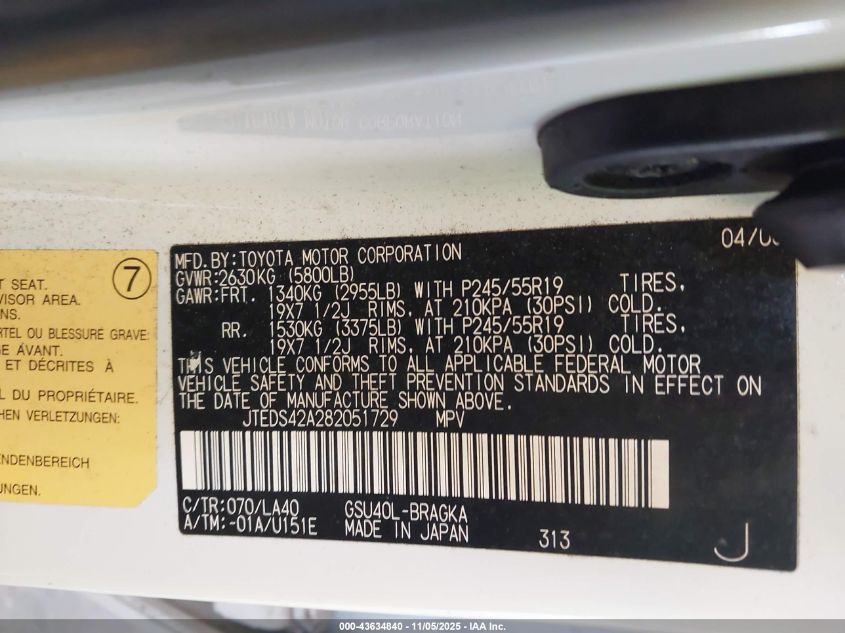 7
T SEAT.
VISOR AREA.
NS.
RTEL OU BLESSURE GRAVE:
GE AVANT.
ET DÉCRITES À
L DU PROPRIÉTAIRE.
HEN VERLETZUNGEN:
NDENBEREICH
UNGEN.
04/0
MFD. BY: TOYOTA MOTOR CORPORATION
GVWR: 2630KG (5800LB)
GAWR: FRT. 1340KG (2955LB) WITH P245/55R19 TIRES,
19X7 1/2J RIMS, AT 210KPA (30PSI) COLD.
RR. 1530KG (3375LB) WITH P245/55R19 TIRES,
19X7 1/2J RIMS, AT 210KPA (30PSI) COLD.
THIS VEHICLE CONFORMS TO ALL APPLICABLE FEDERAL MOTOR
VEHICLE SAFETY AND THEFT PREVENTION STANDARDS IN EFFECT ON
THE DATE OF MANUFACTURE SHOWN ABOVE.
JTEDS42A282051729 MPV
C/TR: 070/LA40 GSU40L-BRAGKA
A/TM: -01A/U151E MADE IN JAPAN 313 J
000-43634840 - 11/05/2025 - IAA Inc.